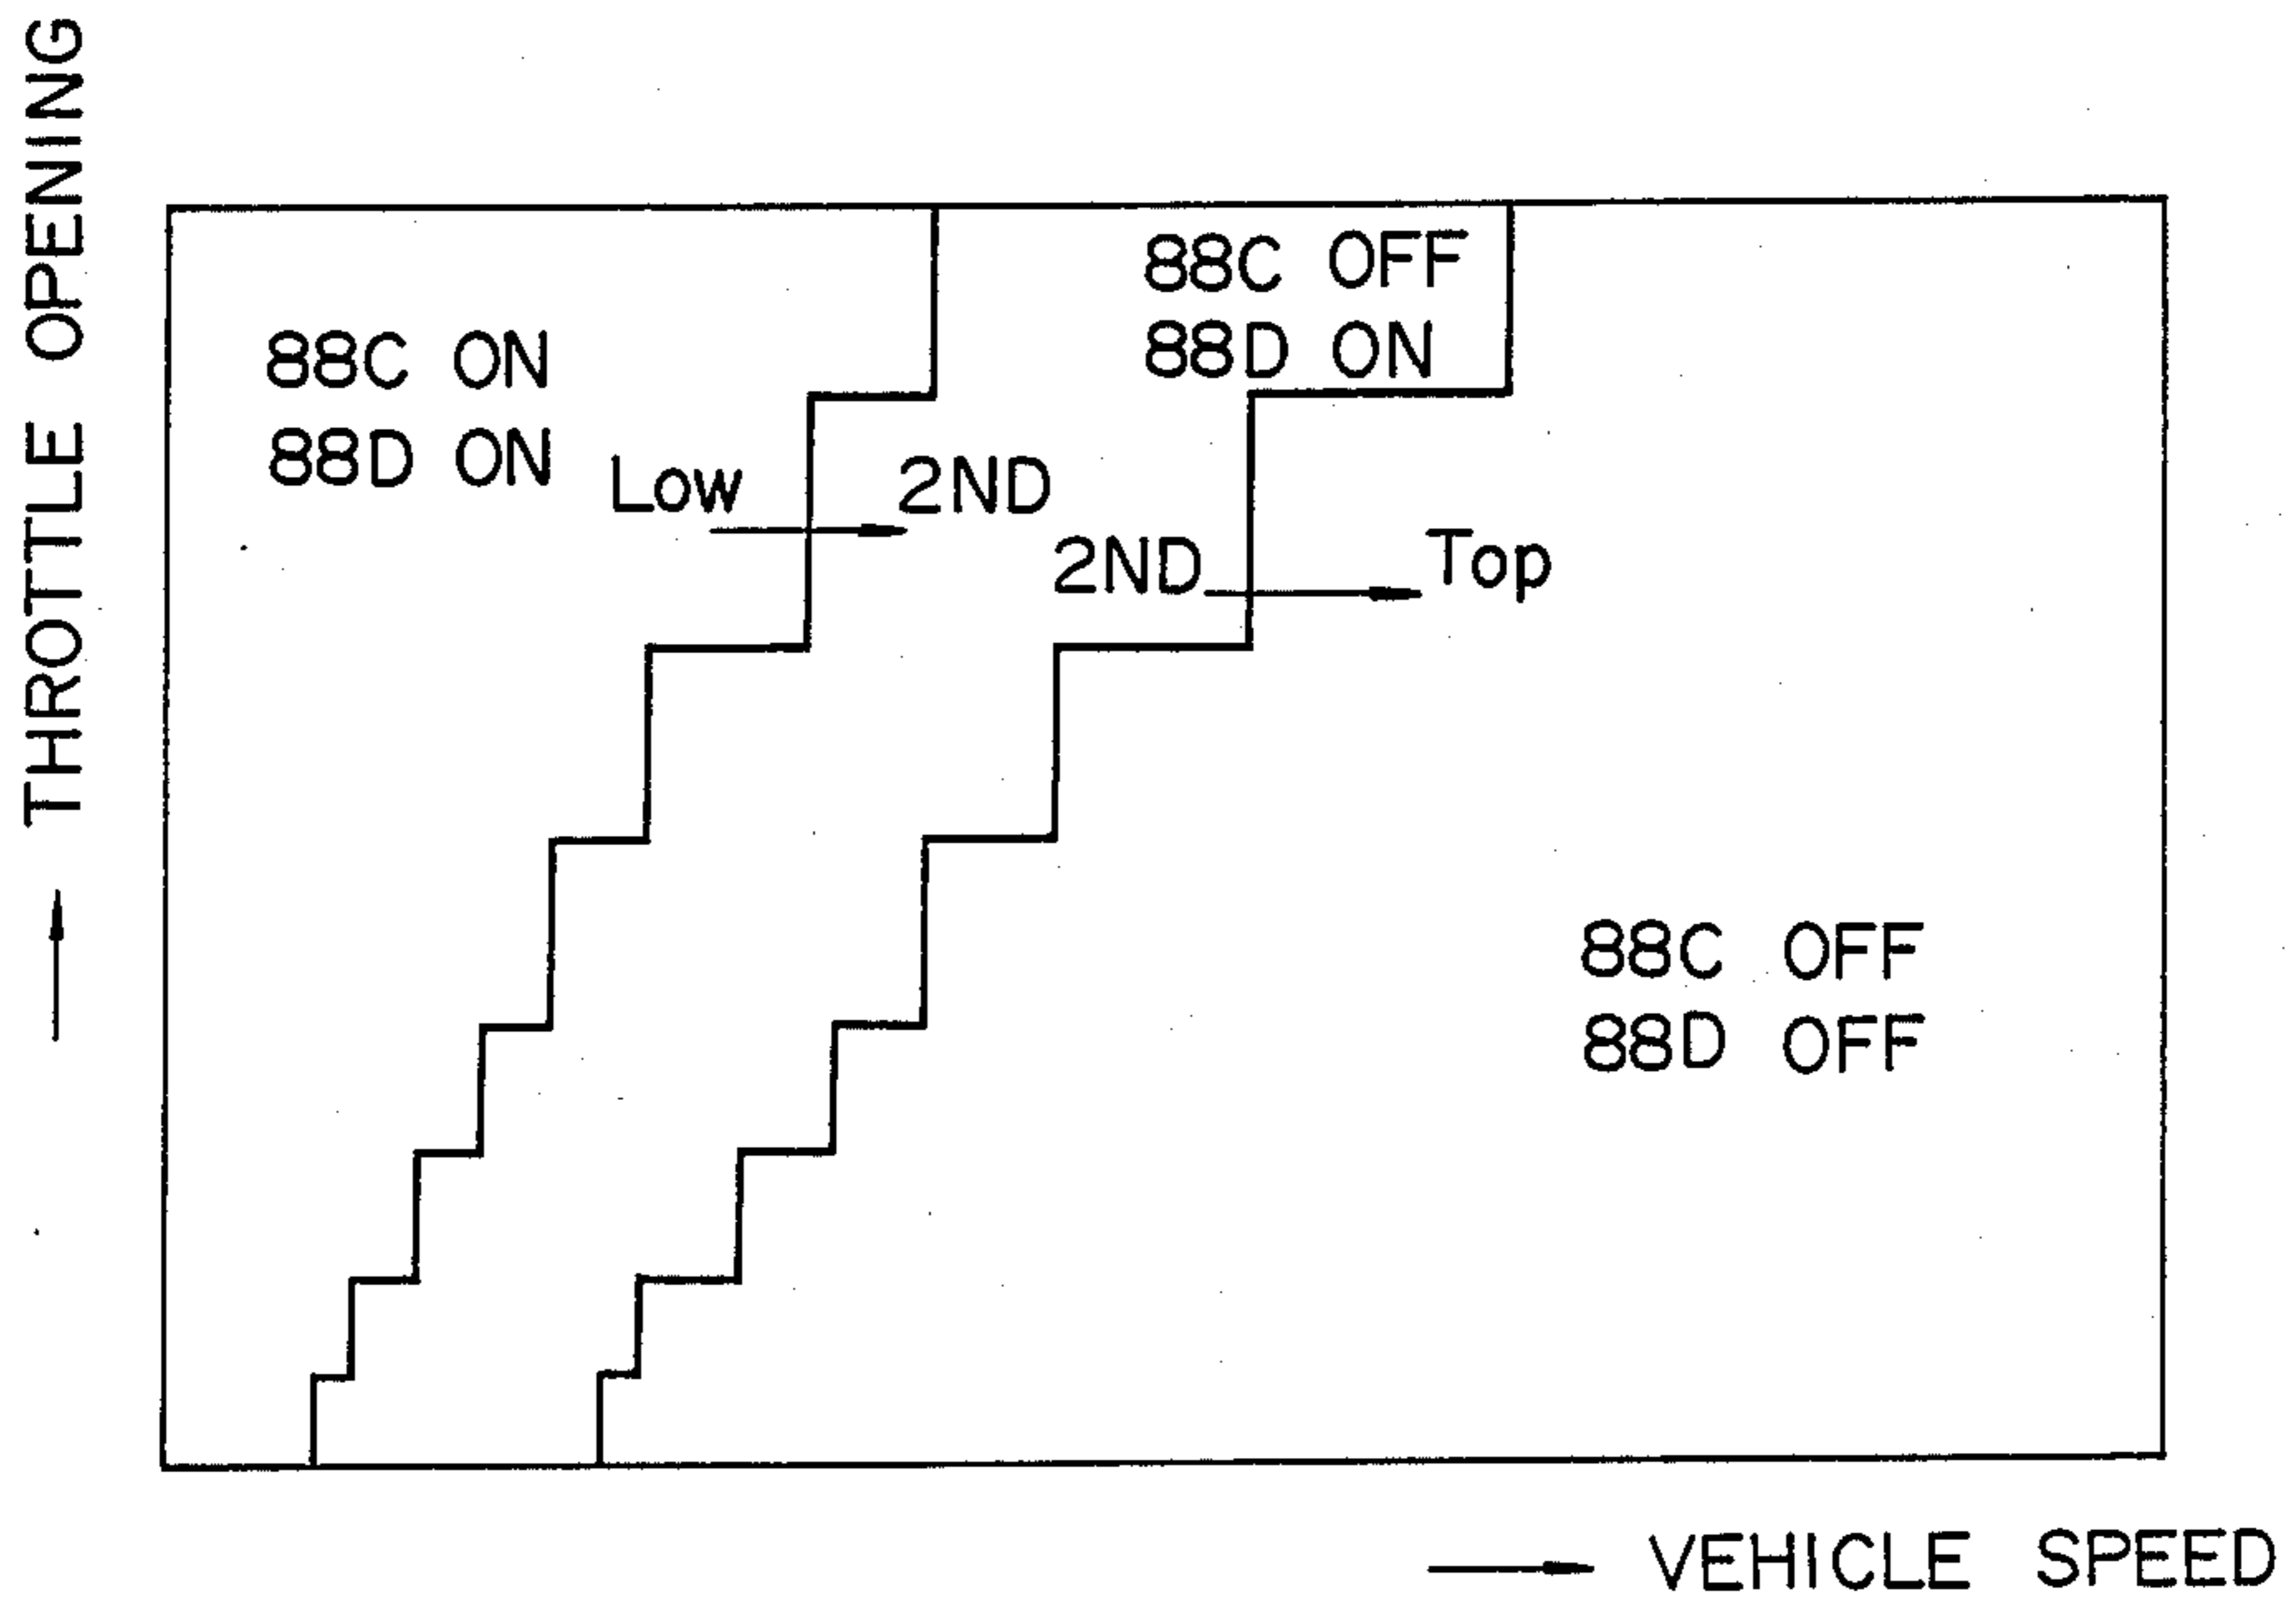 THROTTLE OPENING
88C OFF
88D ON
88C ON
88D ON
Low
2ND
2ND
Top
88C OFF
88D OFF
VEHICLE SPEED